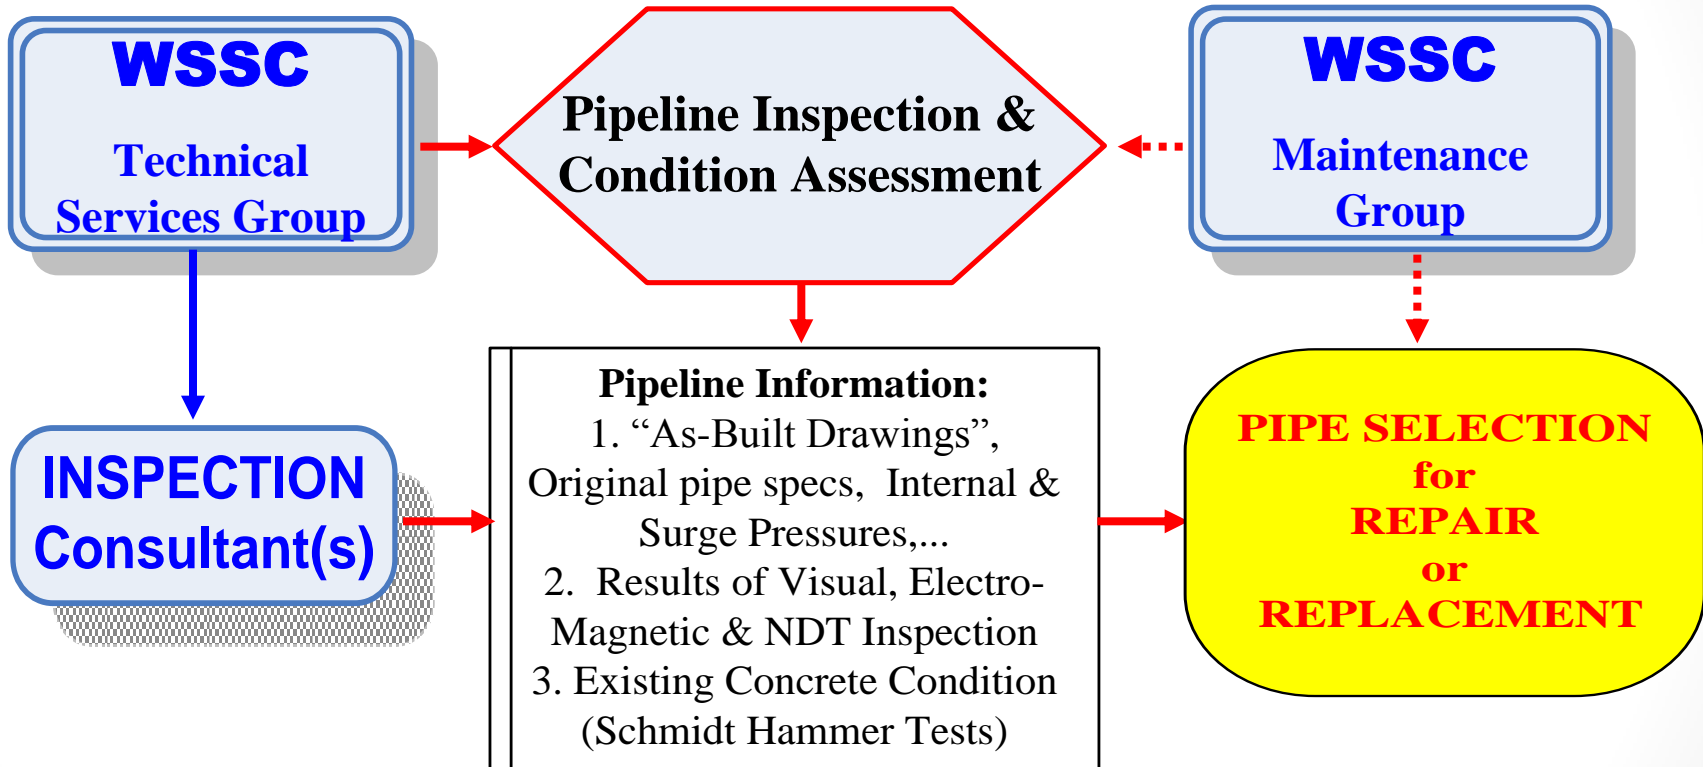 WSSC
Technical
Services Group
Pipeline Inspection &
Condition Assessment
WSSC
Maintenance
Group
INSPECTION
Consultant(s)
Pipeline Information:
1. “As-Built Drawings”,
Original pipe specs, Internal &
Surge Pressures,...
2. Results of Visual, Electro-
Magnetic & NDT Inspection
3. Existing Concrete Condition
(Schmidt Hammer Tests)
PIPE SELECTION
for
REPAIR
or
REPLACEMENT